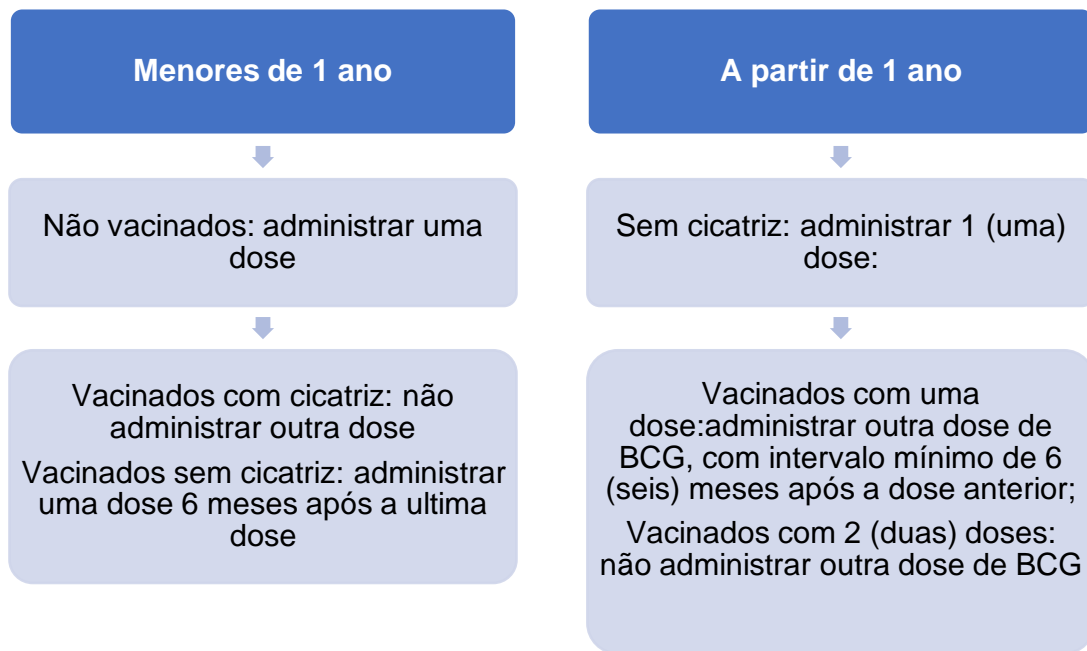 Menores de 1 ano
Não vacinados: administrar uma
dose
Vacinados com cicatriz: não
administrar outra dose
Vacinados sem cicatriz: administrar
uma dose 6 meses após a ultima
dose
A partir de 1 ano
Sem cicatriz: administrar 1 (uma)
dose:
Vacinados com uma
dose:administrar outra dose de
BCG, com intervalo mínimo de 6
(seis) meses após a dose anterior;
Vacinados com 2 (duas) doses:
não administrar outra dose de BCG